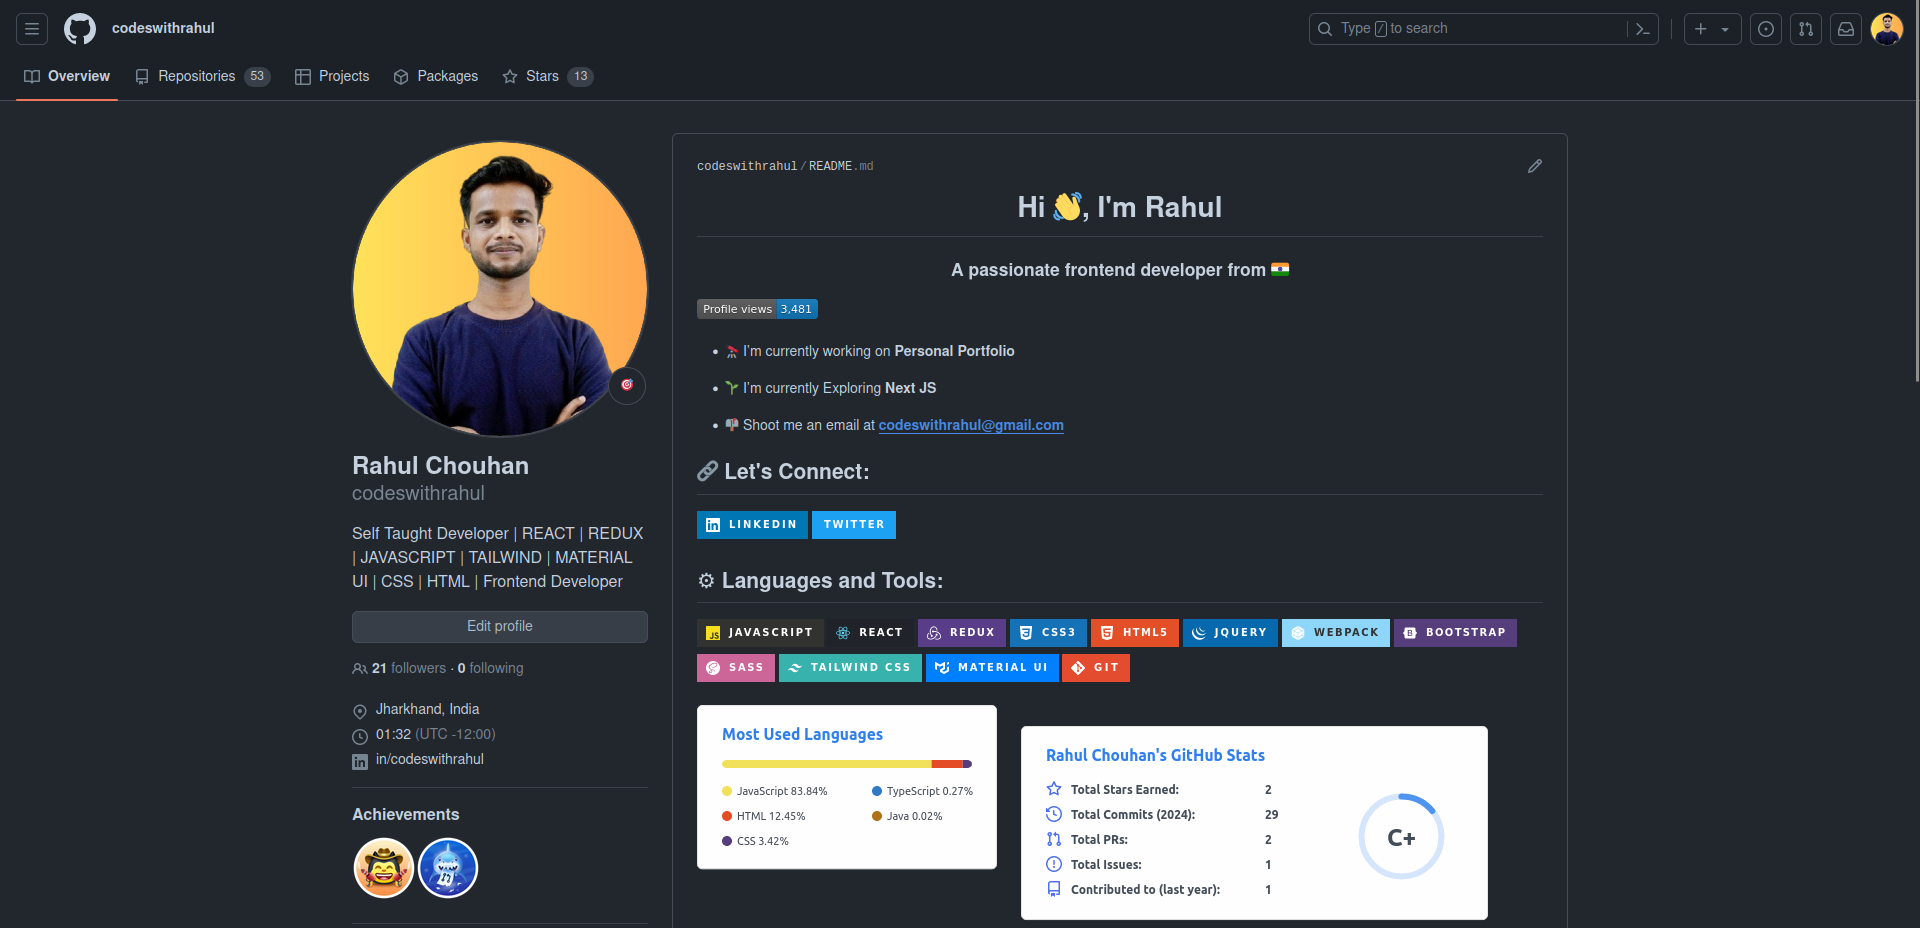 codeswithrahul
Type / to search
Overview
Repositories 53
Projects
Packages
Stars 13
Rahul Chouhan
codeswithrahul
Self Taught Developer | REACT | REDUX
| JAVASCRIPT | TAILWIND | MATERIAL
UI | CSS | HTML | Frontend Developer
Edit profile
21 followers · 0 following
Jharkhand, India
01:32 (UTC -12:00)
in/codeswithrahul
Achievements
codeswithrahul/README.md
Hi 👋, I'm Rahul
A passionate frontend developer from 🇮🇳
Profile views 3,481
I'm currently working on Personal Portfolio
I'm currently Exploring Next JS
Shoot me an email at codeswithrahul@gmail.com
Let's Connect:
LINKEDIN TWITTER
Languages and Tools:
JS JAVASCRIPT REACT REDUX CSS3 HTML5 JQUERY WEBPACK B BOOTSTRAP
SASS TAILWIND CSS MATERIAL UI GIT
Most Used Languages
JavaScript 83.84%
HTML 12.45%
CSS 3.42%
TypeScript 0.27%
Java 0.02%
Rahul Chouhan's GitHub Stats
Total Stars Earned: 2
Total Commits (2024): 29
Total PRs: 2
Total Issues: 1
Contributed to (last year): 1
C+